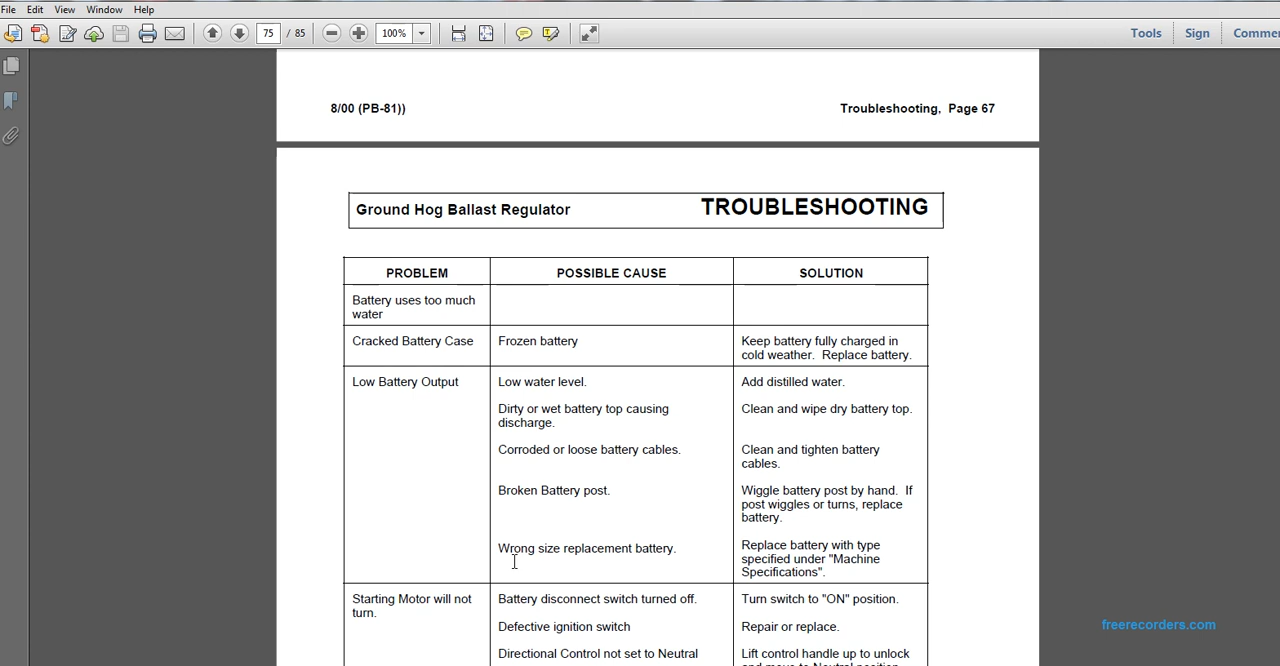 File Edit View Window Help
75 / 85 100% Tools Sign Commen
8/00 (PB-81)) Troubleshooting, Page 67
Ground Hog Ballast Regulator TROUBLESHOOTING
PROBLEM POSSIBLE CAUSE SOLUTION
Battery uses too much
water
Cracked Battery Case Frozen battery Keep battery fully charged in
cold weather. Replace battery.
Low Battery Output Low water level. Add distilled water.
Dirty or wet battery top causing Clean and wipe dry battery top.
discharge.
Corroded or loose battery cables. Clean and tighten battery
cables.
Broken Battery post. Wiggle battery post by hand. If
post wiggles or turns, replace
battery.
Wrong size replacement battery. Replace battery with type
specified under "Machine
Specifications".
Starting Motor will not Battery disconnect switch turned off. Turn switch to "ON" position.
turn.
Defective ignition switch Repair or replace.
Directional Control not set to Neutral Lift control handle up to unlock
and move to Neutral position
freerecorders.com